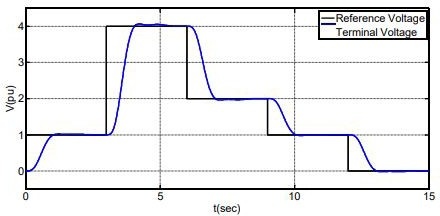 Reference Voltage
Terminal Voltage
V(pu)
4
3
2
1
0
0
5
10
15
t(sec)